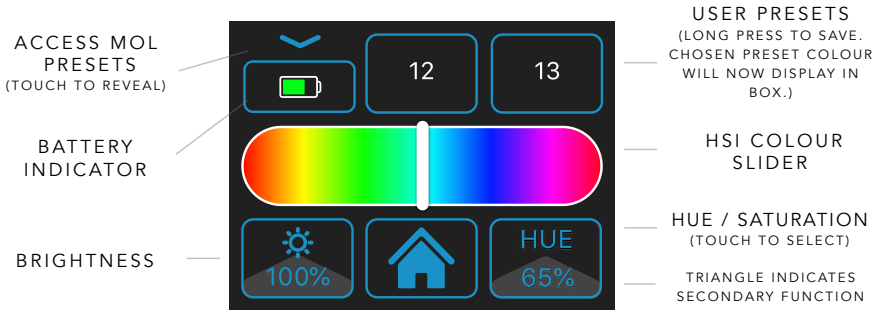 ACCESS MOL
PRESETS
(TOUCH TO REVEAL)
BATTERY
INDICATOR
BRIGHTNESS
12
13
100%
HUE
65%
USER PRESETS
(LONG PRESS TO SAVE.
CHOSEN PRESET COLOUR
WILL NOW DISPLAY IN
BOX.)
HSI COLOUR
SLIDER
HUE / SATURATION
(TOUCH TO SELECT)
TRIANGLE INDICATES
SECONDARY FUNCTION